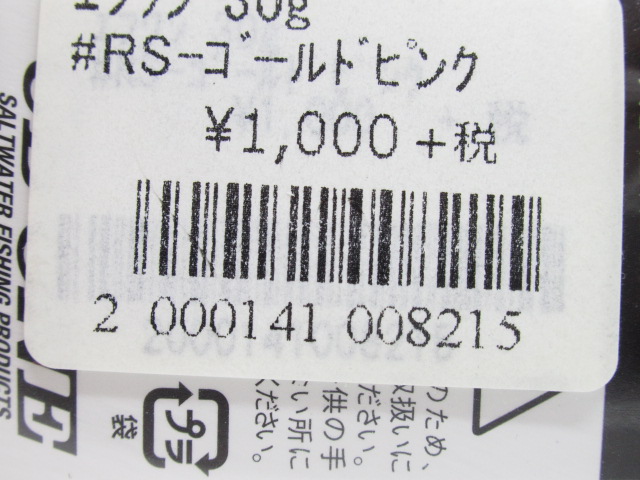 30g
#RS-ゴールドピンク
¥1,000 +税
2 000141 008215
SALTWATER FISHING PRODUCTS
プラ
袋
のため、
取扱いに
ださい。
供の手
い所に
ください。